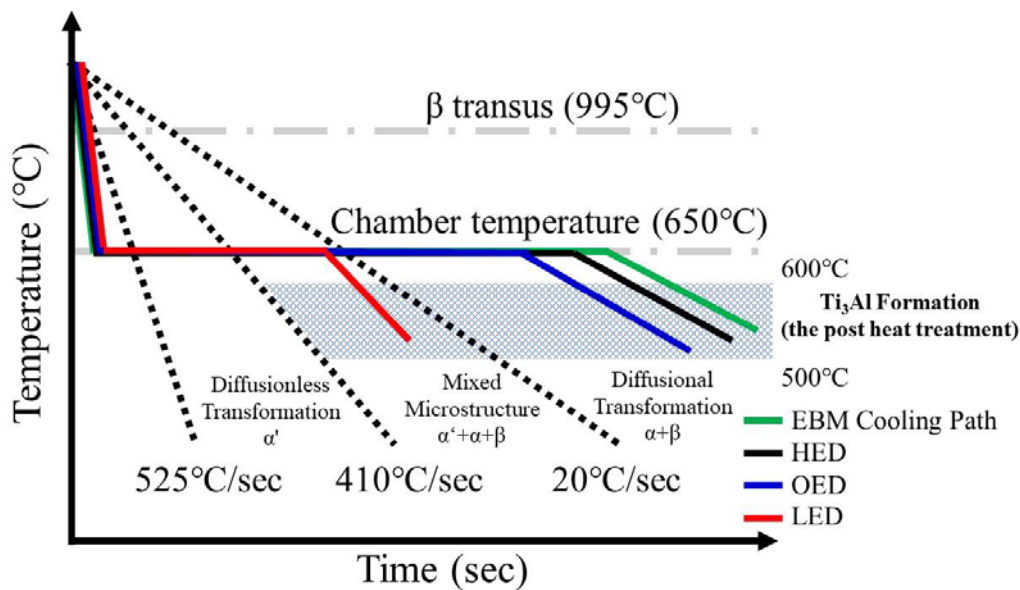 β transus (995°C)
Chamber temperature (650°C)
600°C
Ti₃Al Formation
(the post heat treatment)
500°C
Diffusionless
Transformation
α'
Mixed
Microstructure
α‘+α+β
Diffusional
Transformation
α+β
525°C/sec
410°C/sec
20°C/sec
EBM Cooling Path
HED
OED
LED
Temperature (°C)
Time (sec)